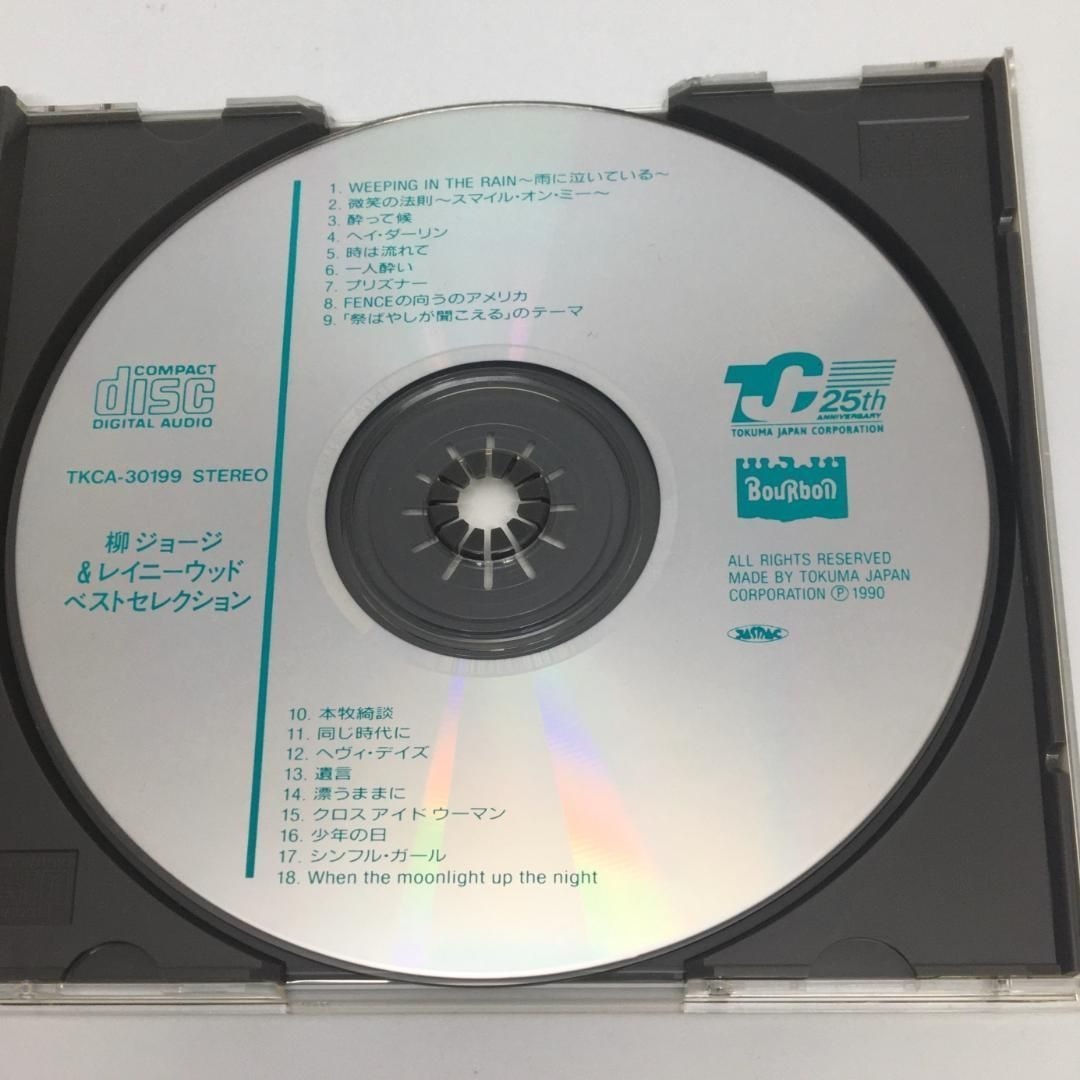 1. WEEPING IN THE RAIN～雨に泣いている～
2. 微笑の法則～スマイル・オン・ミー～
3. 酔って候
4. ヘイ・ダーリン
5. 時は流れて
6. 一人酔い
7. プリズナー
8. FENCEの向うのアメリカ
9. 「祭ばやしが聞こえる」のテーマ
COMPACT
disc
DIGITAL AUDIO
TKCA-30199 STEREO
柳 ジョージ
&レイニーウッド
ベストセレクション
25th
ANNIVERSARY
TOKUMA JAPAN CORPORATION
BouRbon
ALL RIGHTS RESERVED
MADE BY TOKUMA JAPAN
CORPORATION Ⓟ 1990
JASRAC
10. 本牧綺談
11. 同じ時代に
12. ヘヴィ・デイズ
13. 遺言
14. 漂うままに
15. クロス アイド ウーマン
16. 少年の日
17. シンフル・ガール
18. When the moonlight up the night